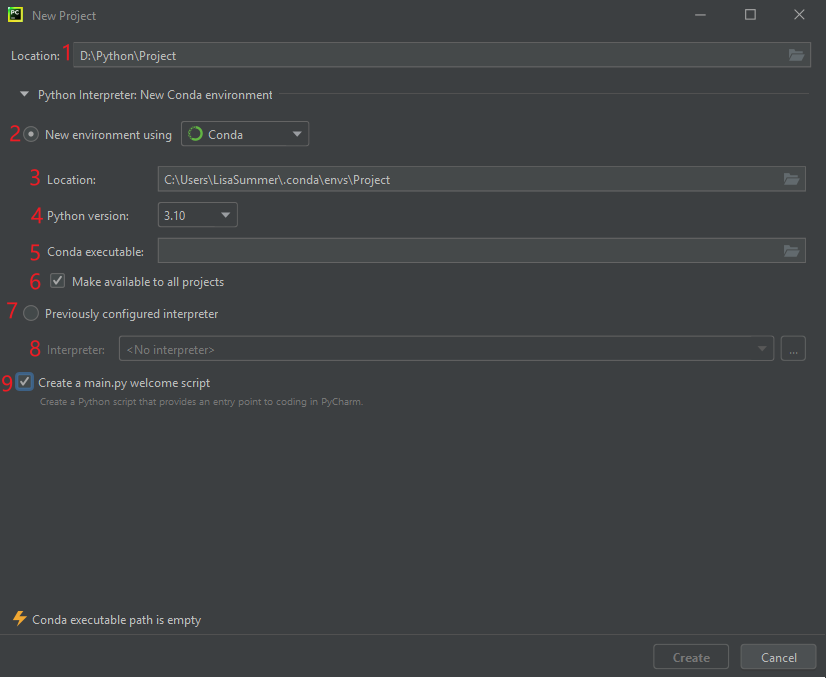 PC New Project
Location: 1 D:\Python\Project
Python Interpreter: New Conda environment
2 New environment using Conda
3 Location: C:\Users\LisaSummer\.conda\envs\Project
4 Python version: 3.10
5 Conda executable:
6 Make available to all projects
7 Previously configured interpreter
8 Interpreter: <No interpreter> ...
9 Create a main.py welcome script
Create a Python script that provides an entry point to coding in PyCharm.
Conda executable path is empty
Create Cancel